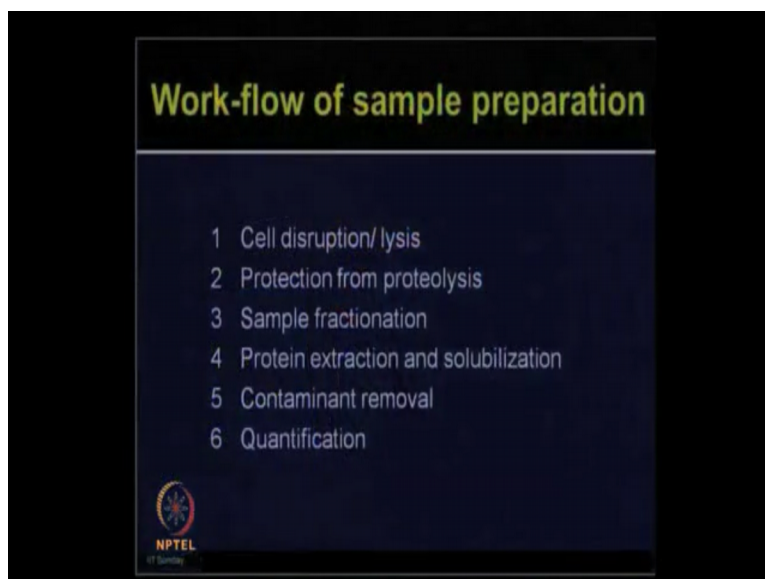 Work-flow of sample preparation
1 Cell disruption/ lysis
2 Protection from proteolysis
3 Sample fractionation
4 Protein extraction and solubilization
5 Contaminant removal
6 Quantification
NPTEL